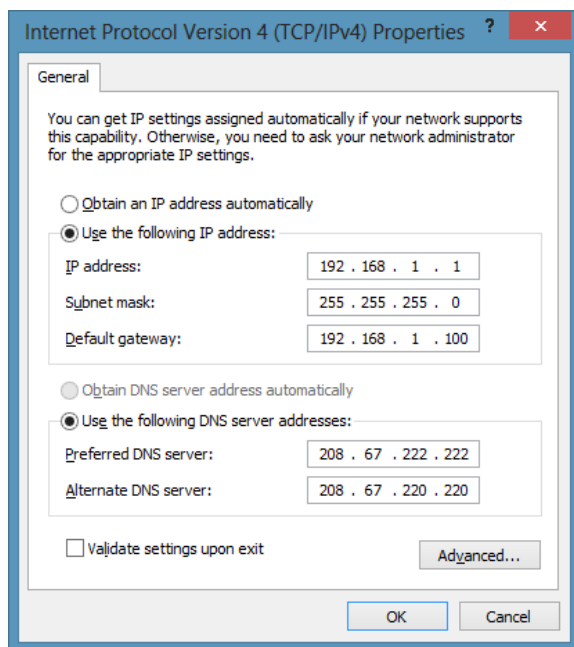 Internet Protocol Version 4 (TCP/IPv4) Properties ?
General
You can get IP settings assigned automatically if your network supports
this capability. Otherwise, you need to ask your network administrator
for the appropriate IP settings.
Obtain an IP address automatically
Use the following IP address:
IP address: 192 . 168 . 1 . 1
Subnet mask: 255 . 255 . 255 . 0
Default gateway: 192 . 168 . 1 . 100
Obtain DNS server address automatically
Use the following DNS server addresses:
Preferred DNS server: 208 . 67 . 222 . 222
Alternate DNS server: 208 . 67 . 220 . 220
Validate settings upon exit
Advanced...
OK Cancel